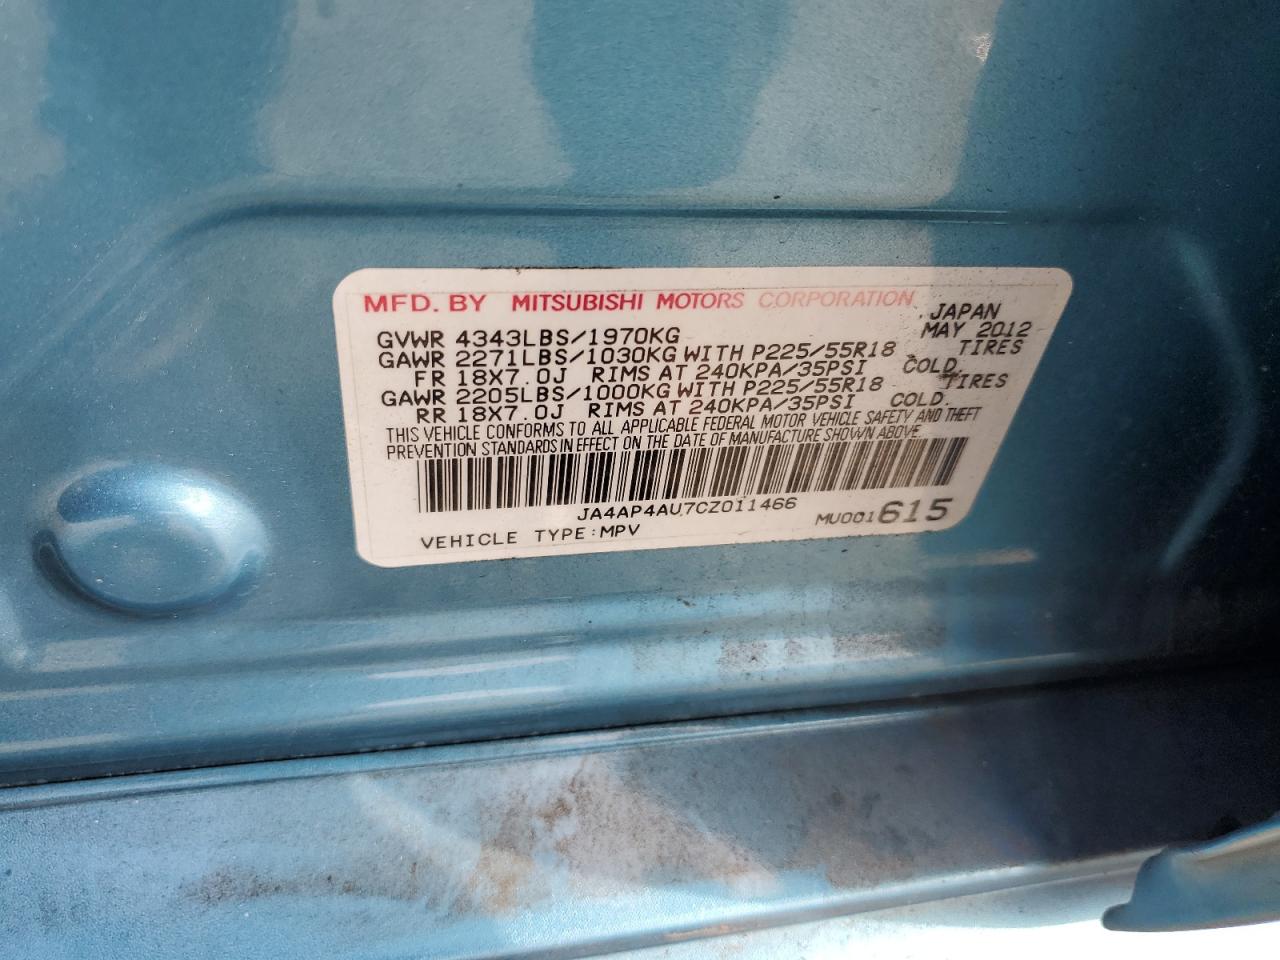 MFD. BY MITSUBISHI MOTORS CORPORATION
JAPAN
GVWR 4343LBS/1970KG MAY 2012
GAWR 2271LBS/1030KG WITH P225/55R18 TIRES
FR 18X7.0J RIMS AT 240KPA/35PSI COLD.
GAWR 2205LBS/1000KG WITH P225/55R18 TIRES
RR 18X7.0J RIMS AT 240KPA/35PSI COLD.
THIS VEHICLE CONFORMS TO ALL APPLICABLE FEDERAL MOTOR VEHICLE SAFETY AND THEFT
PREVENTION STANDARDS IN EFFECT ON THE DATE OF MANUFACTURE SHOWN ABOVE.
JA4AP4AU7CZ011466
MU001615
VEHICLE TYPE:MPV